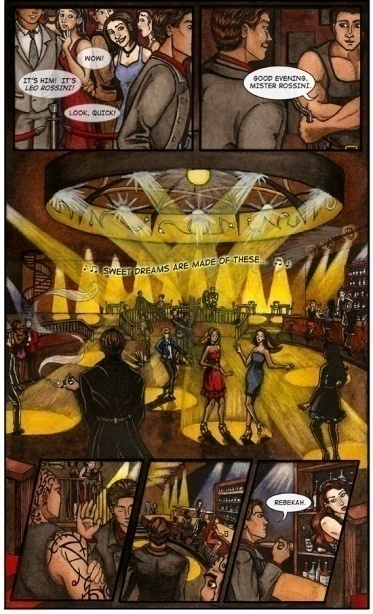 WOW!
IT'S HIM! IT'S
LEO ROSSINI!
LOOK, QUICK!
GOOD EVENING,
MISTER ROSSINI.
SWEET DREAMS ARE MADE OF THESE...
REBEKAH.